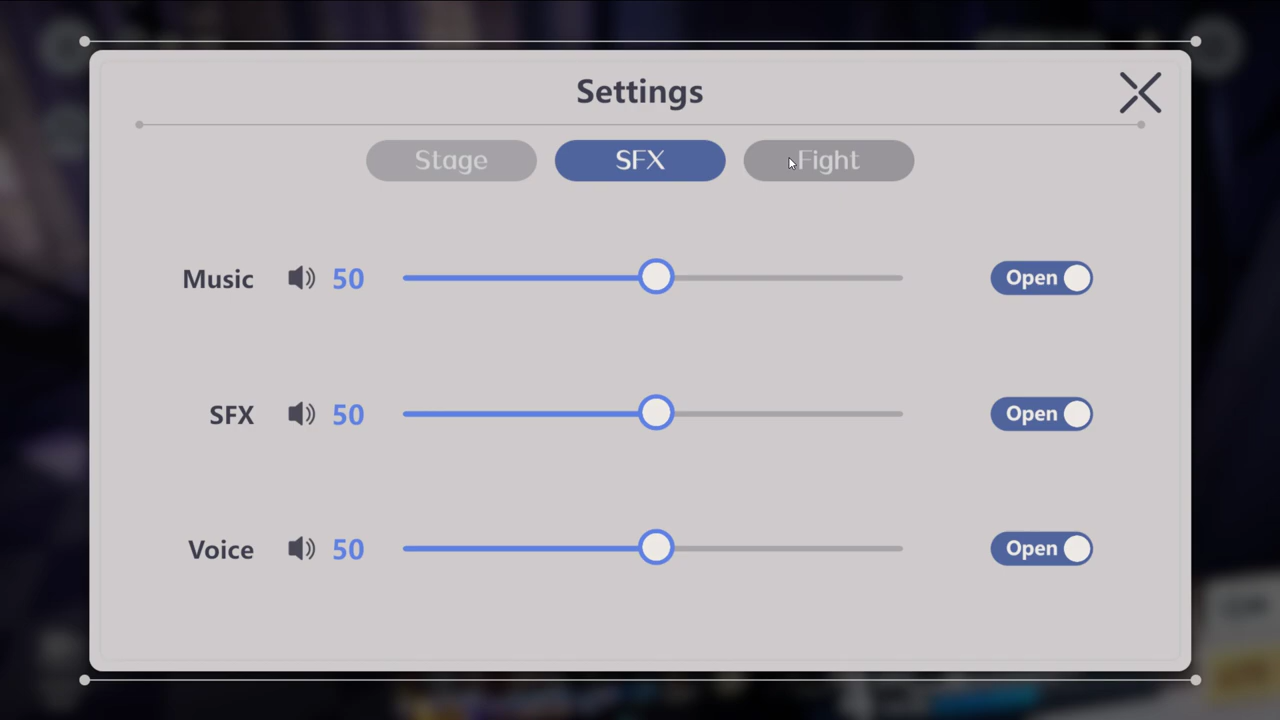 Settings
Stage SFX Fight
Music 50 Open
SFX 50 Open
Voice 50 Open